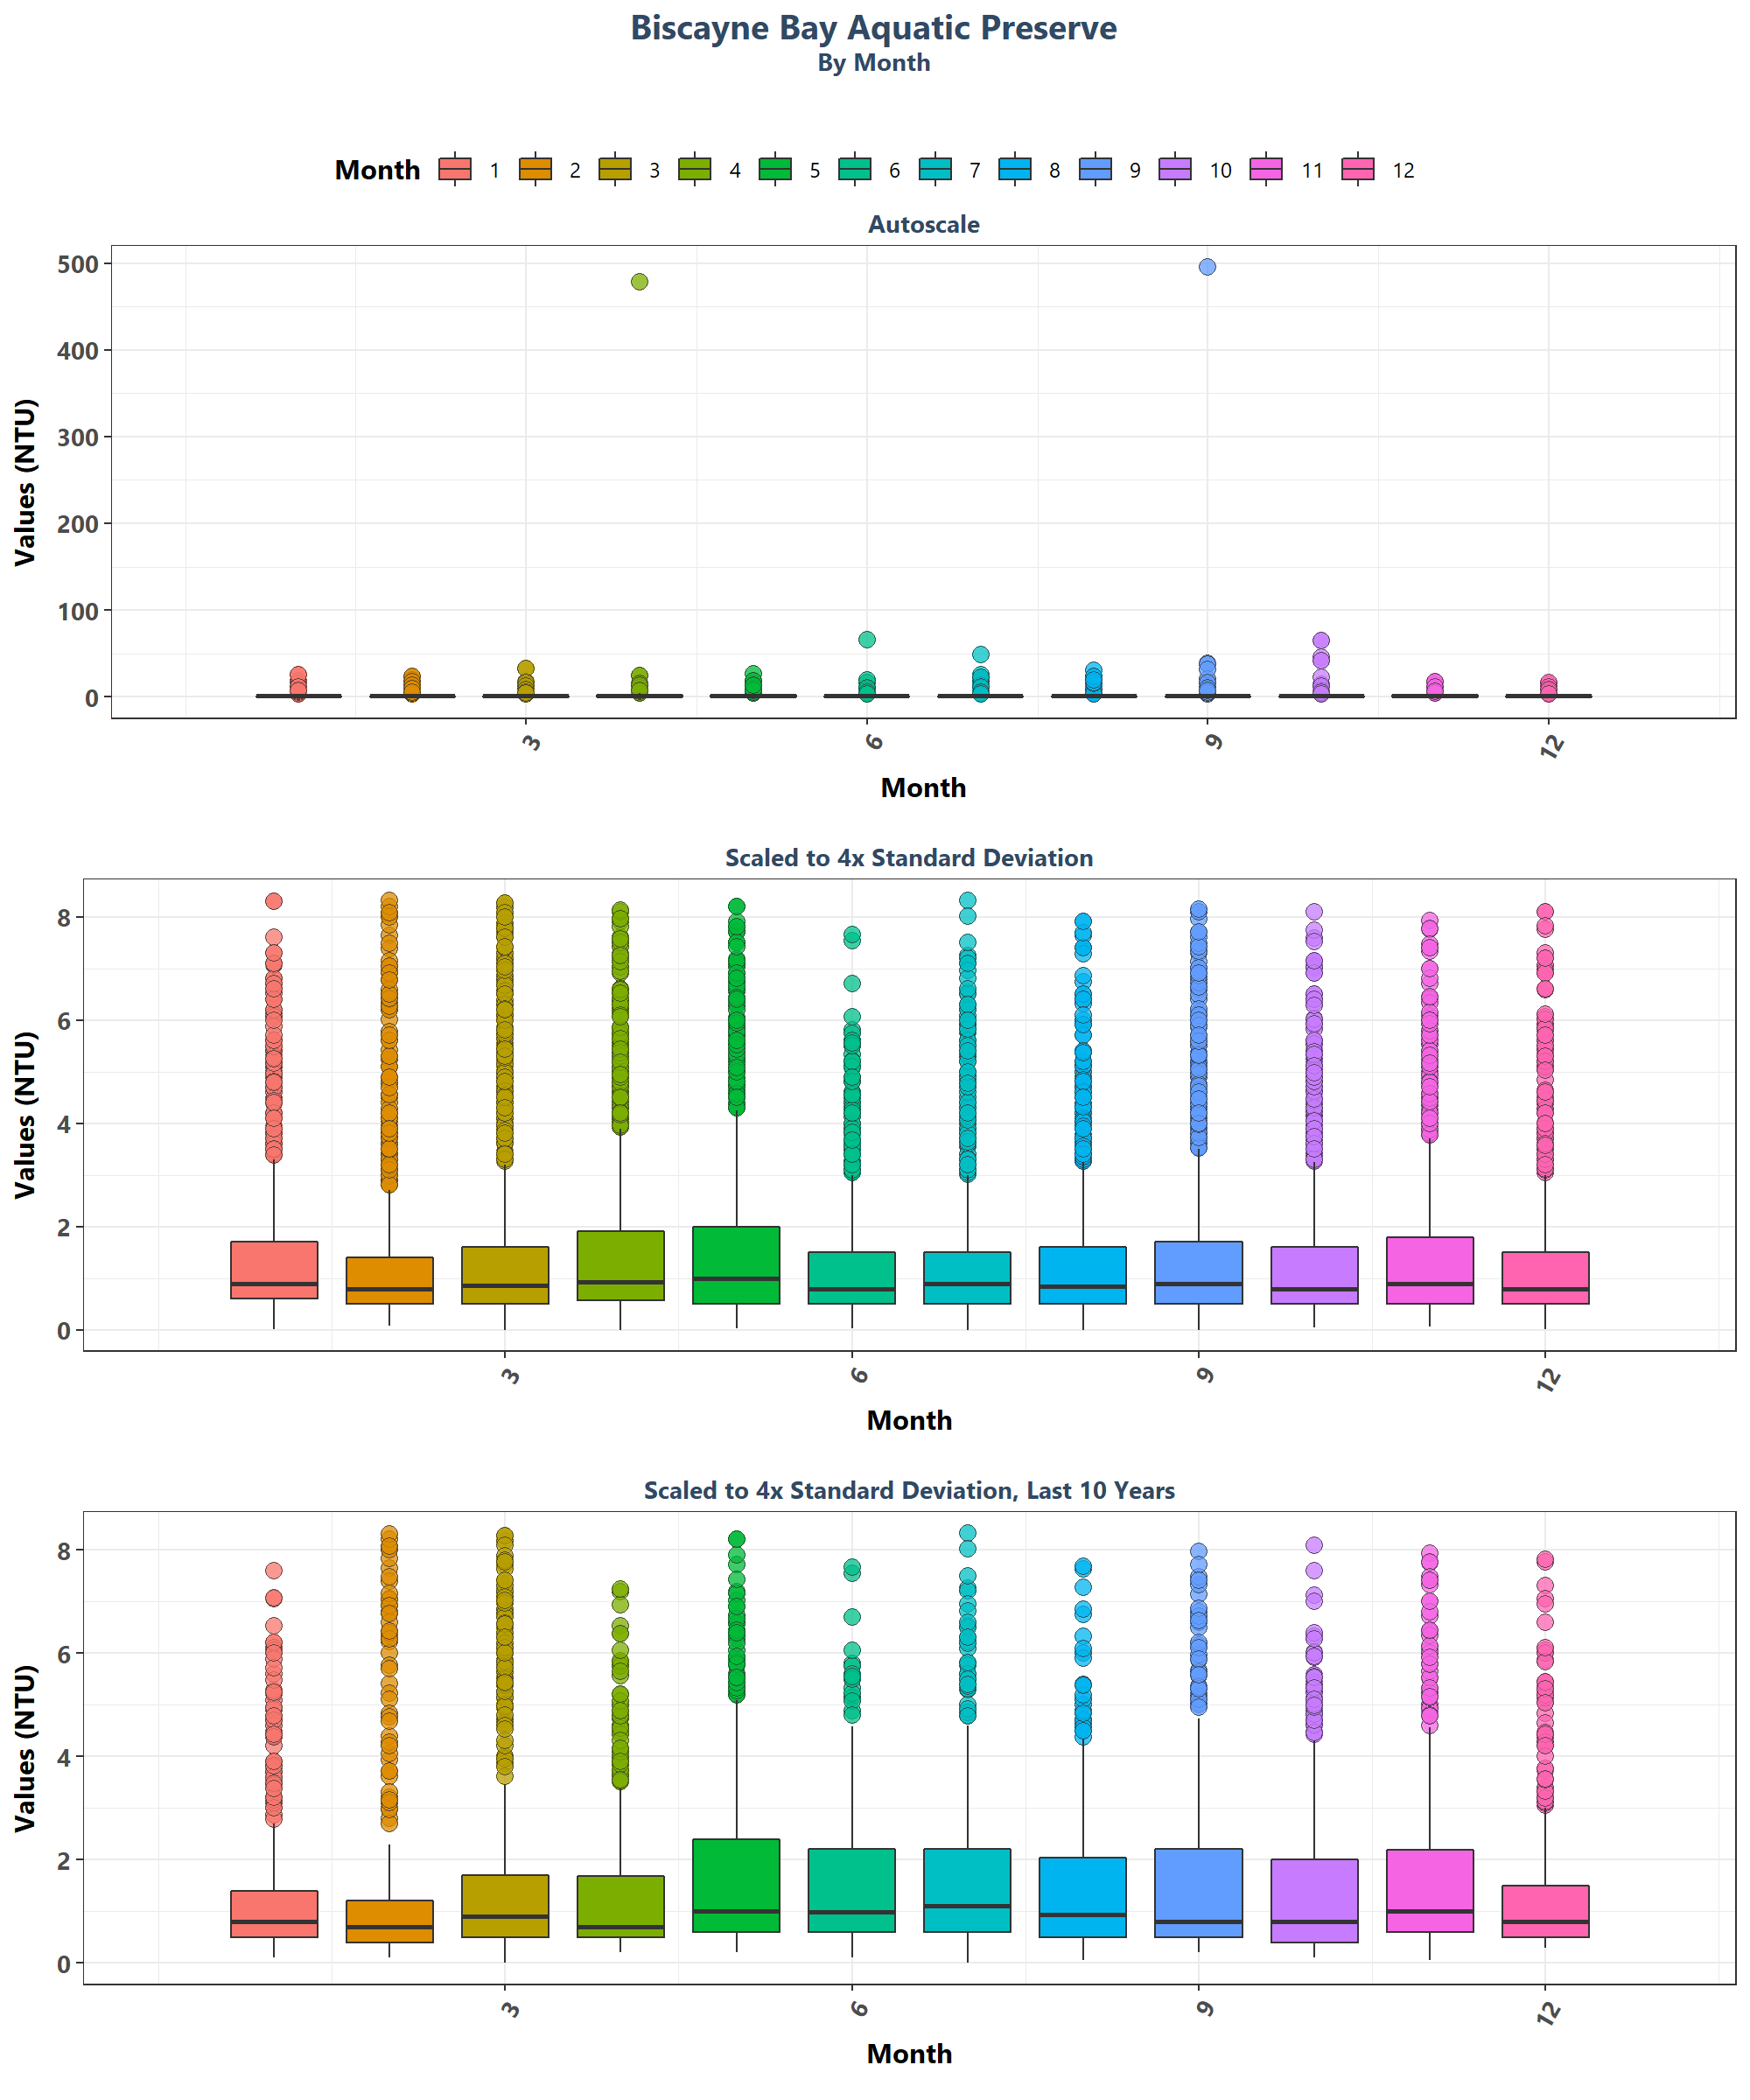 Biscayne Bay Aquatic Preserve
By Month
Month 1 2 3 4 5 6 7 8 9 10 11 12
Autoscale
Values (NTU)
500
400
300
200
100
0
3 6 9 12
Month
Scaled to 4x Standard Deviation
Values (NTU)
8
6
4
2
0
3 6 9 12
Month
Scaled to 4x Standard Deviation, Last 10 Years
Values (NTU)
8
6
4
2
0
3 6 9 12
Month